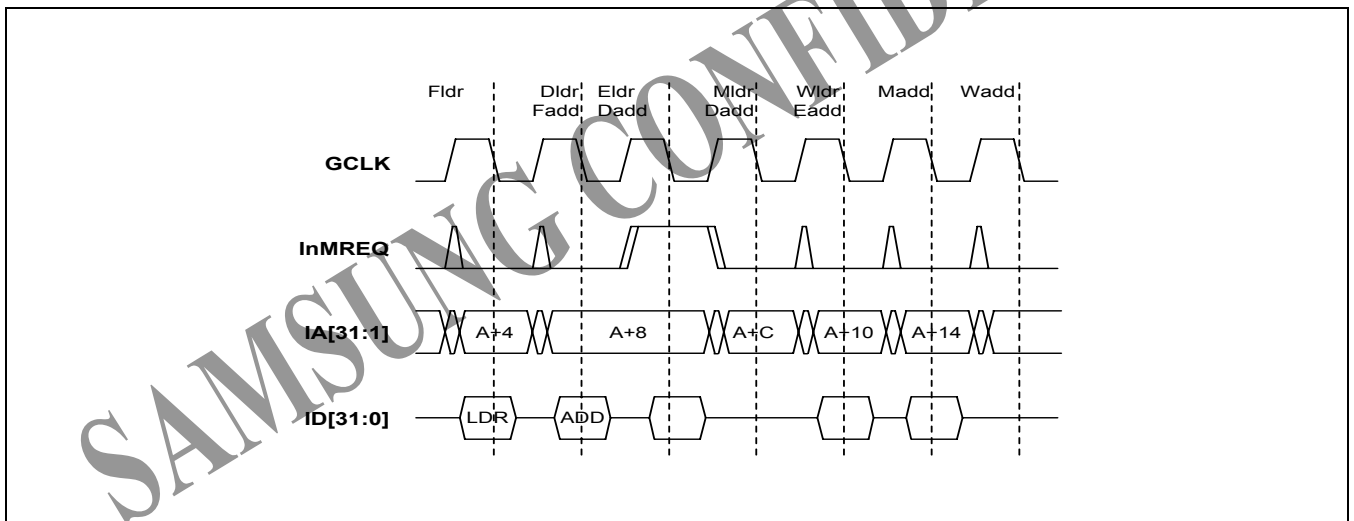 Fldr Dldr Eldr Mldr Wldr Madd Wadd
Fadd Dadd Dadd Eadd
GCLK
InMREQ
IA[31:1] A+4 A+8 A+C A+10 A+14
ID[31:0] LDR ADD
SAMSUNG